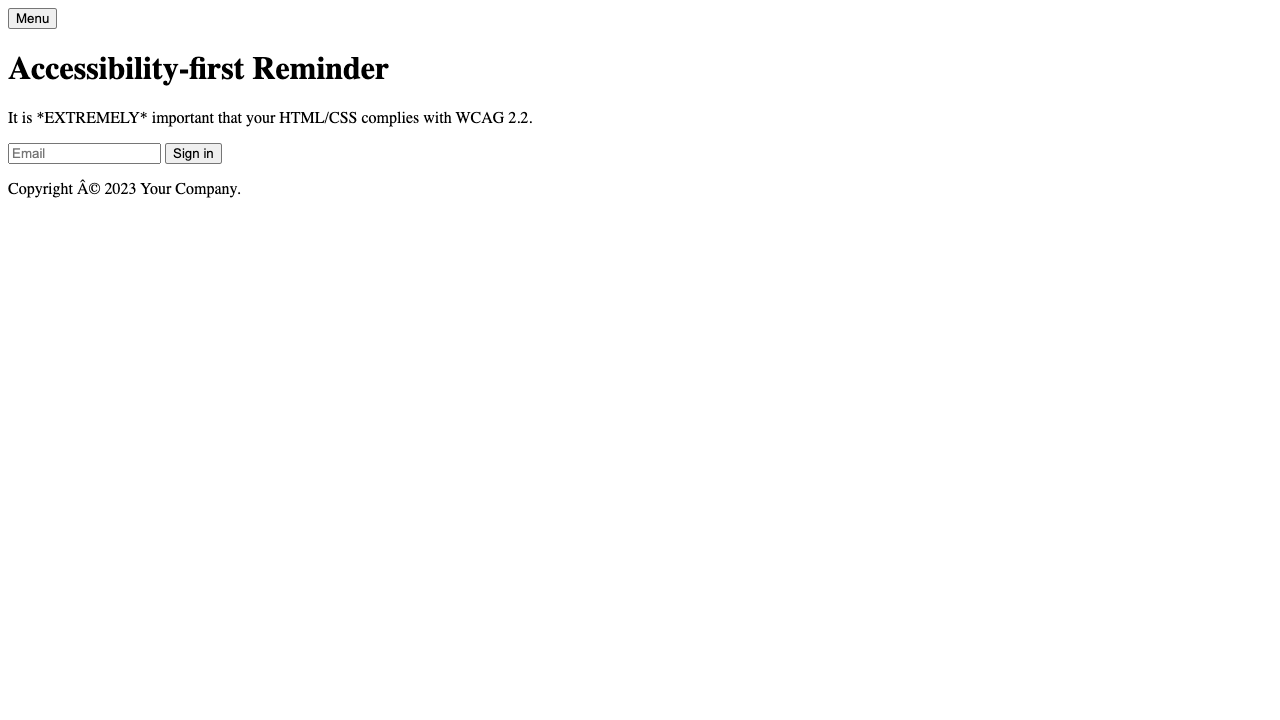 Menu
Accessibility-first Reminder
It is *EXTREMELY* important that your HTML/CSS complies with WCAG 2.2.
Email Sign in
Copyright Â© 2023 Your Company.